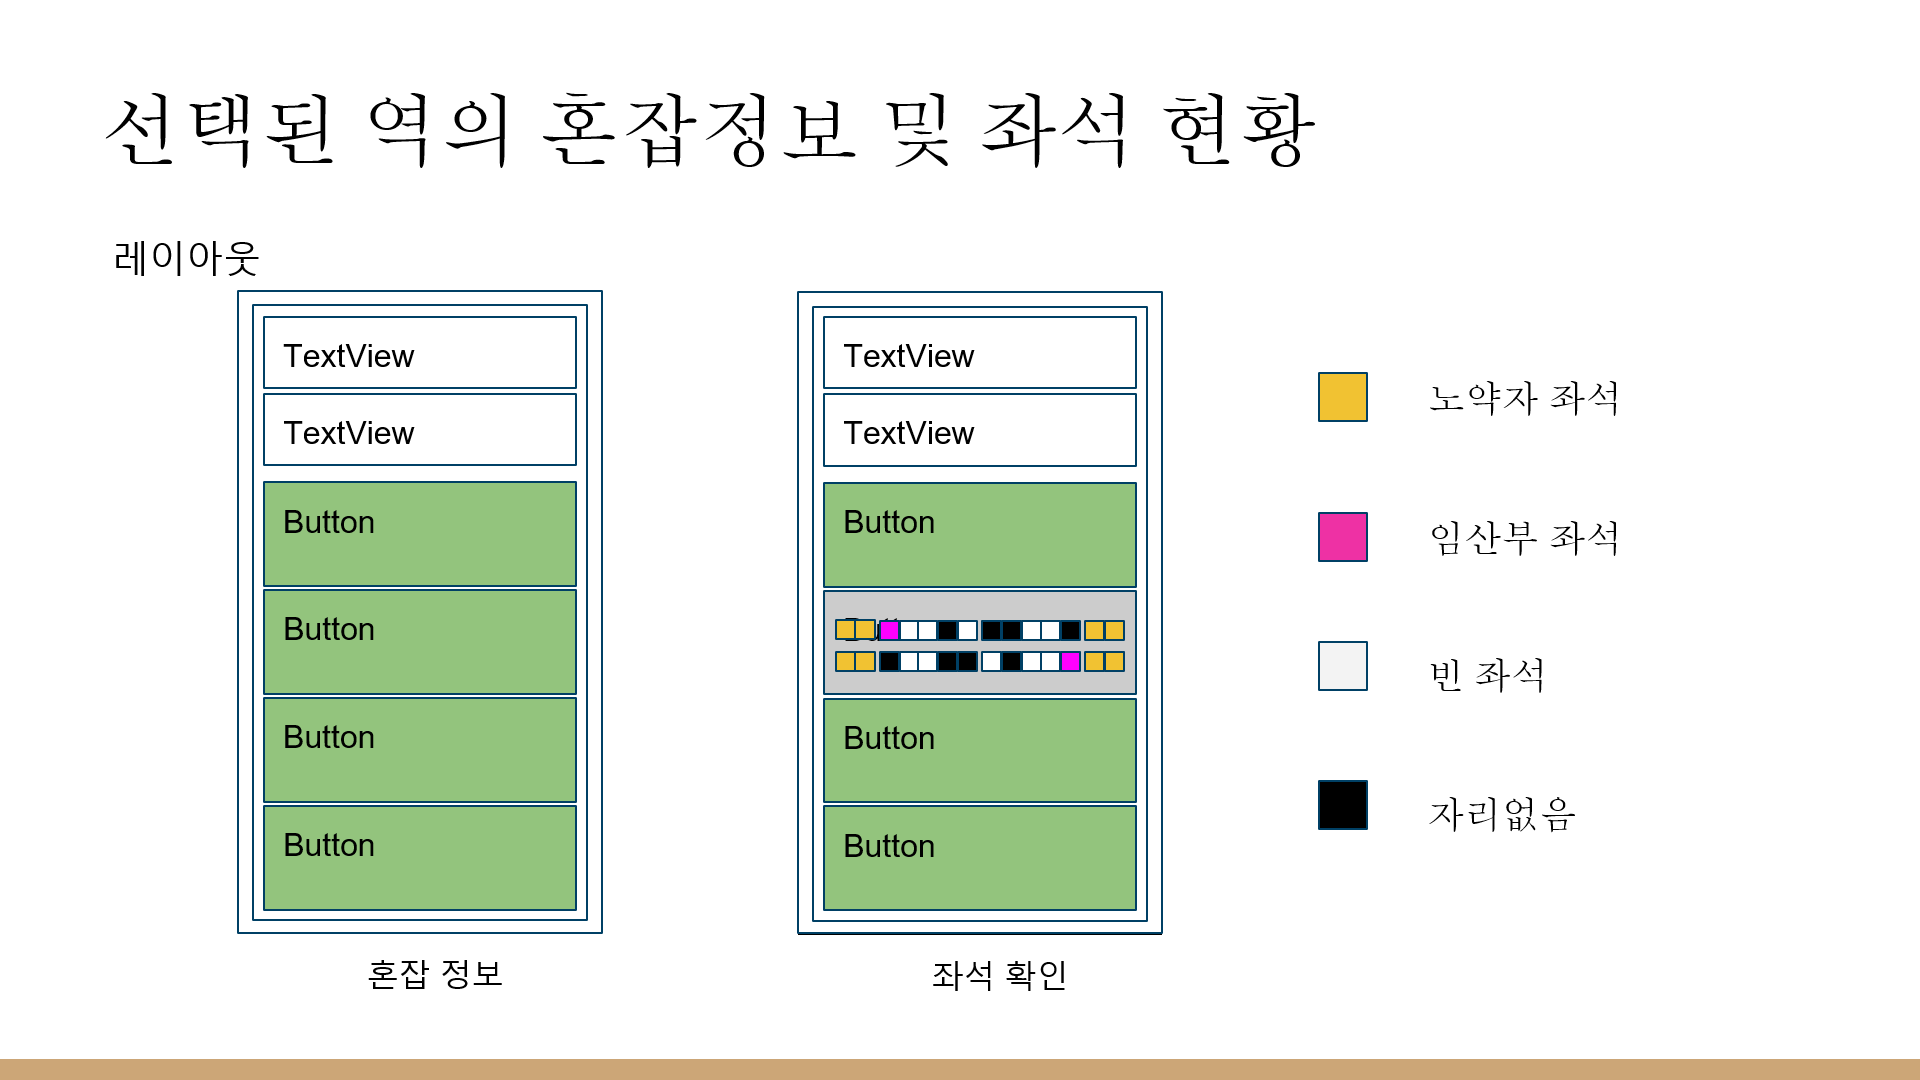 선택된 역의 혼잡정보 및 좌석 현황
레이아웃
TextView
TextView
Button
Button
Button
Button
혼잡 정보
TextView
TextView
Button
Button
Button
좌석 확인
노약자 좌석
임산부 좌석
빈 좌석
자리없음